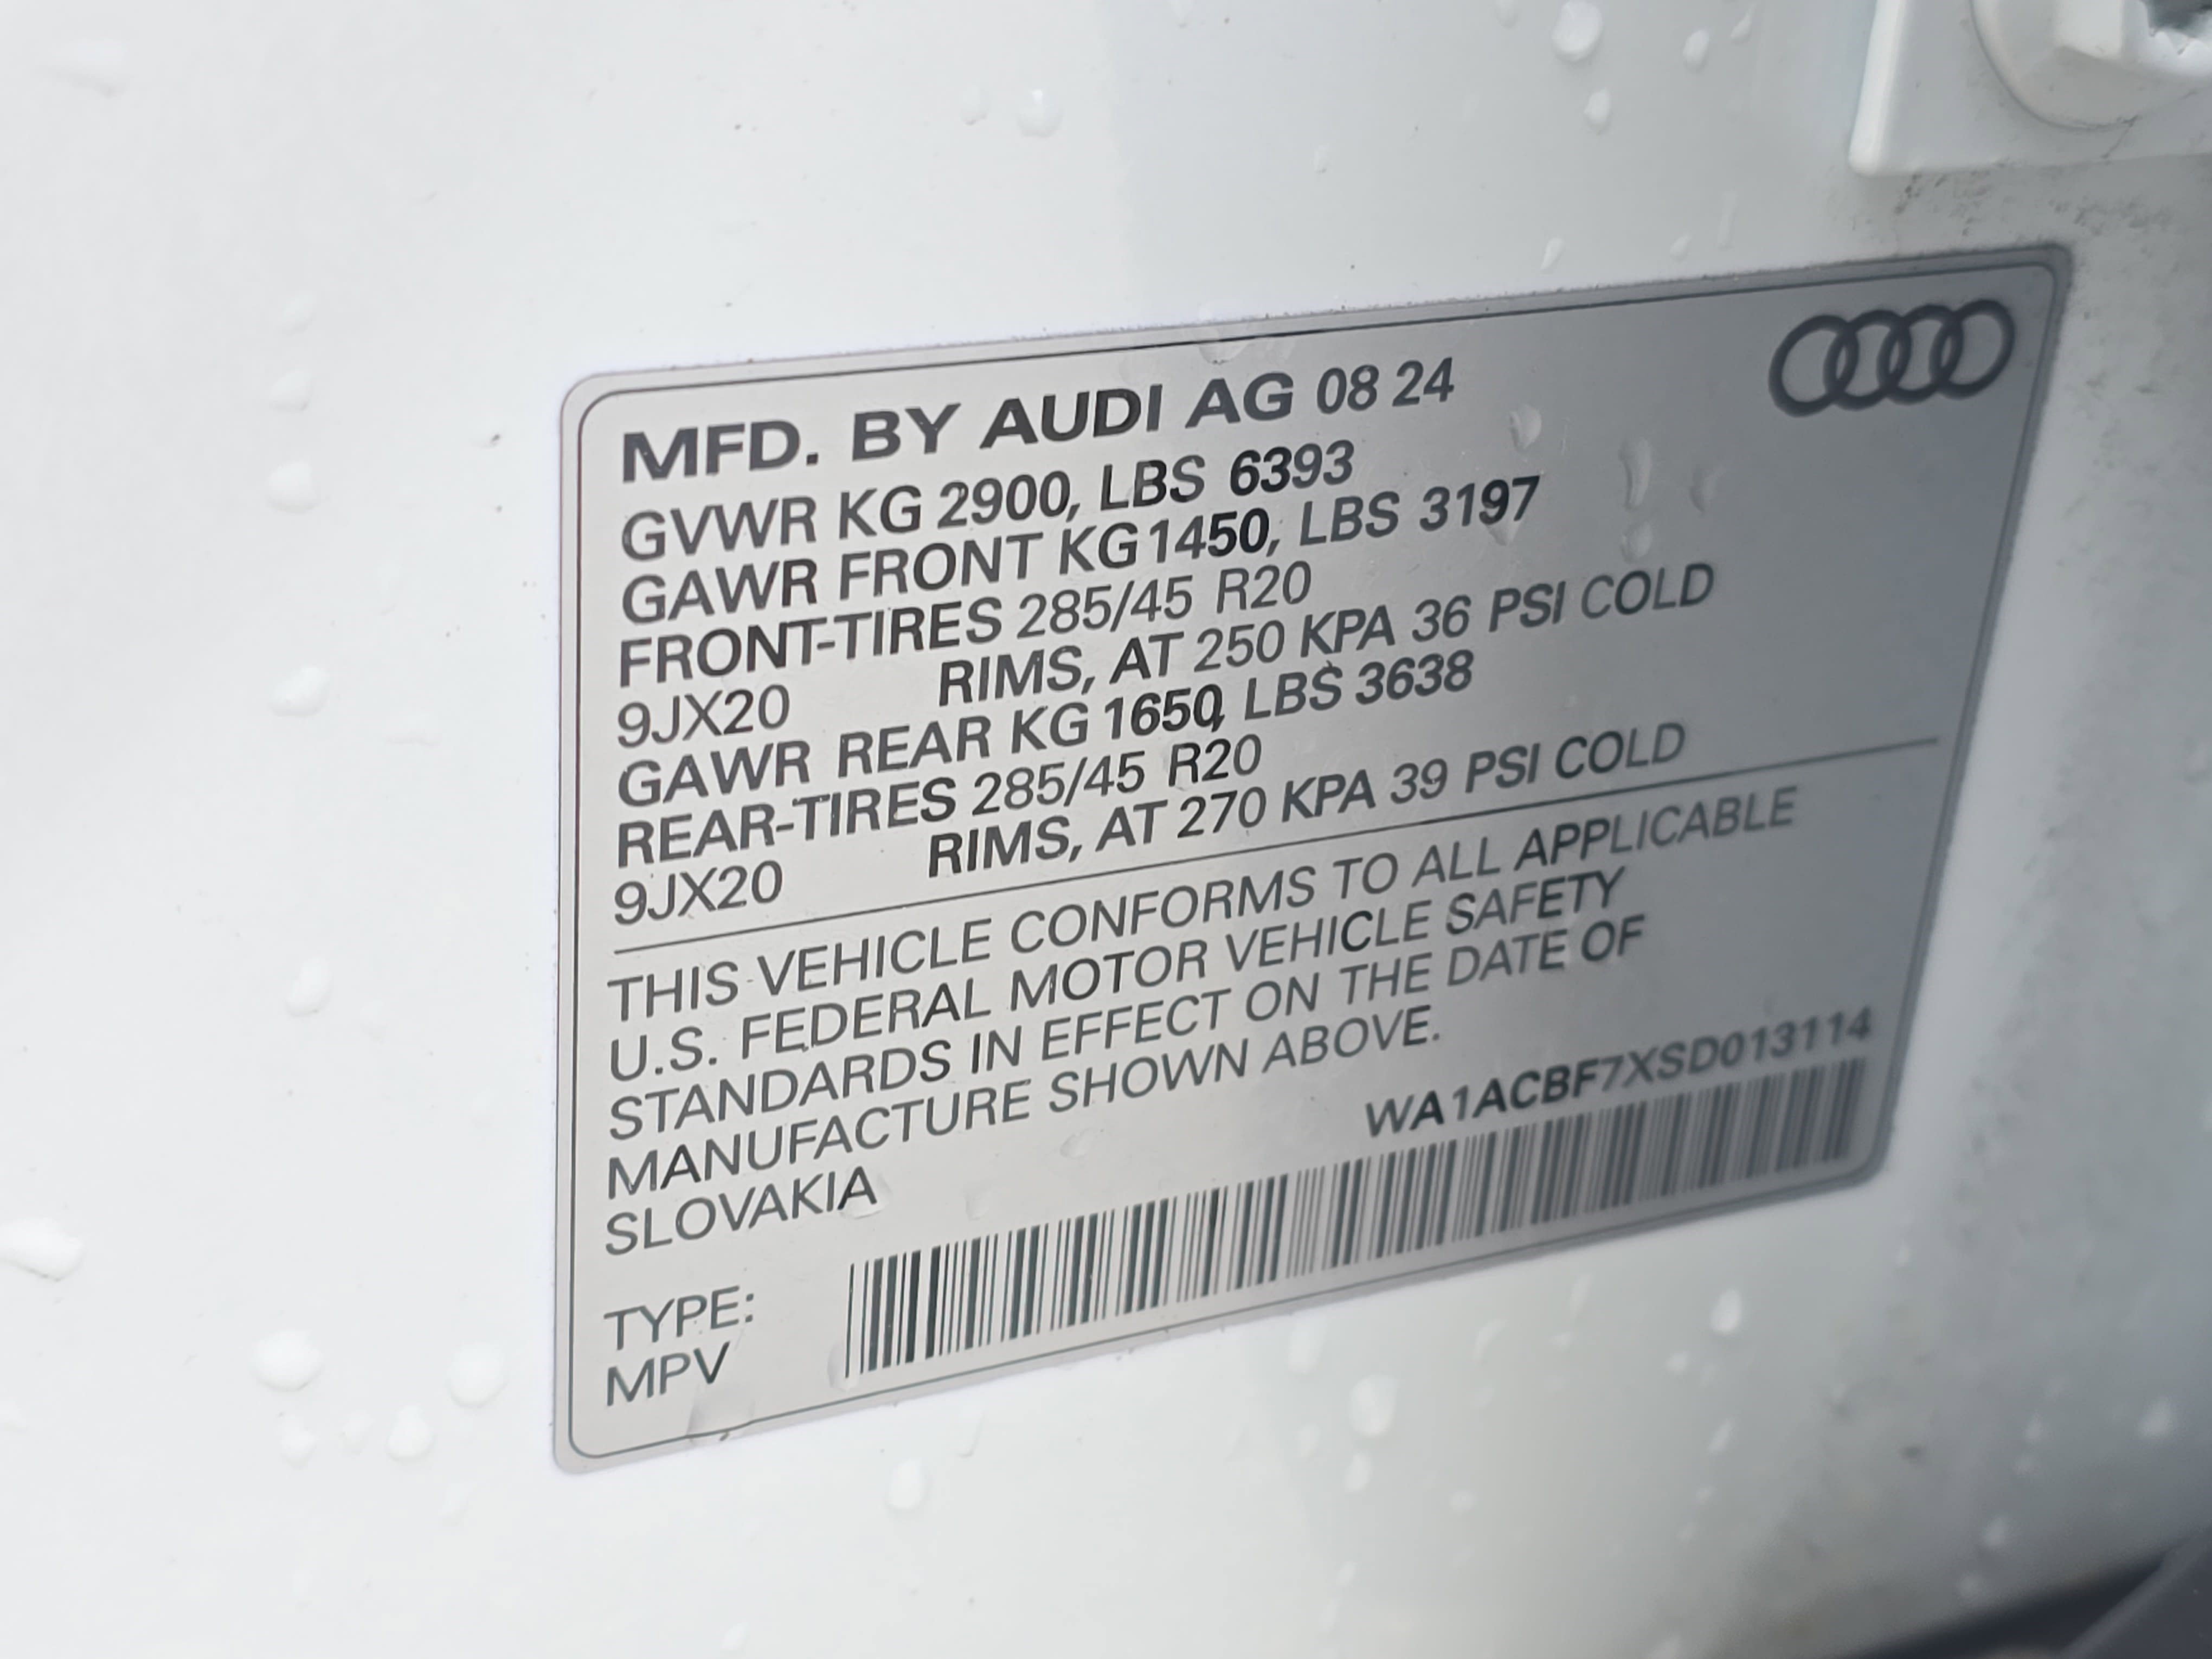 MFD. BY AUDI AG 08 24
GVWR KG 2900, LBS 6393
GAWR FRONT KG 1450, LBS 3197
FRONT-TIRES 285/45 R20
9JX20 RIMS, AT 250 KPA 36 PSI COLD
GAWR REAR KG 1650, LBS 3638
REAR-TIRES 285/45 R20
9JX20 RIMS, AT 270 KPA 39 PSI COLD
THIS VEHICLE CONFORMS TO ALL APPLICABLE
U.S. FEDERAL MOTOR VEHICLE SAFETY
STANDARDS IN EFFECT ON THE DATE OF
MANUFACTURE SHOWN ABOVE.
SLOVAKIA
WA1ACBF7XSD013114
TYPE:
MPV